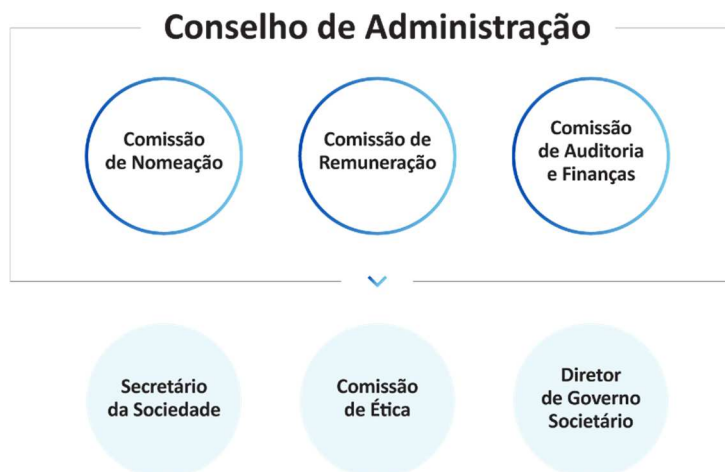 Conselho de Administração
Comissão
de Nomeação
Comissão de
Remuneração
Comissão
de Auditoria
e Finanças
Secretário
da Sociedade
Comissão
de Ética
Diretor
de Governo
Societário